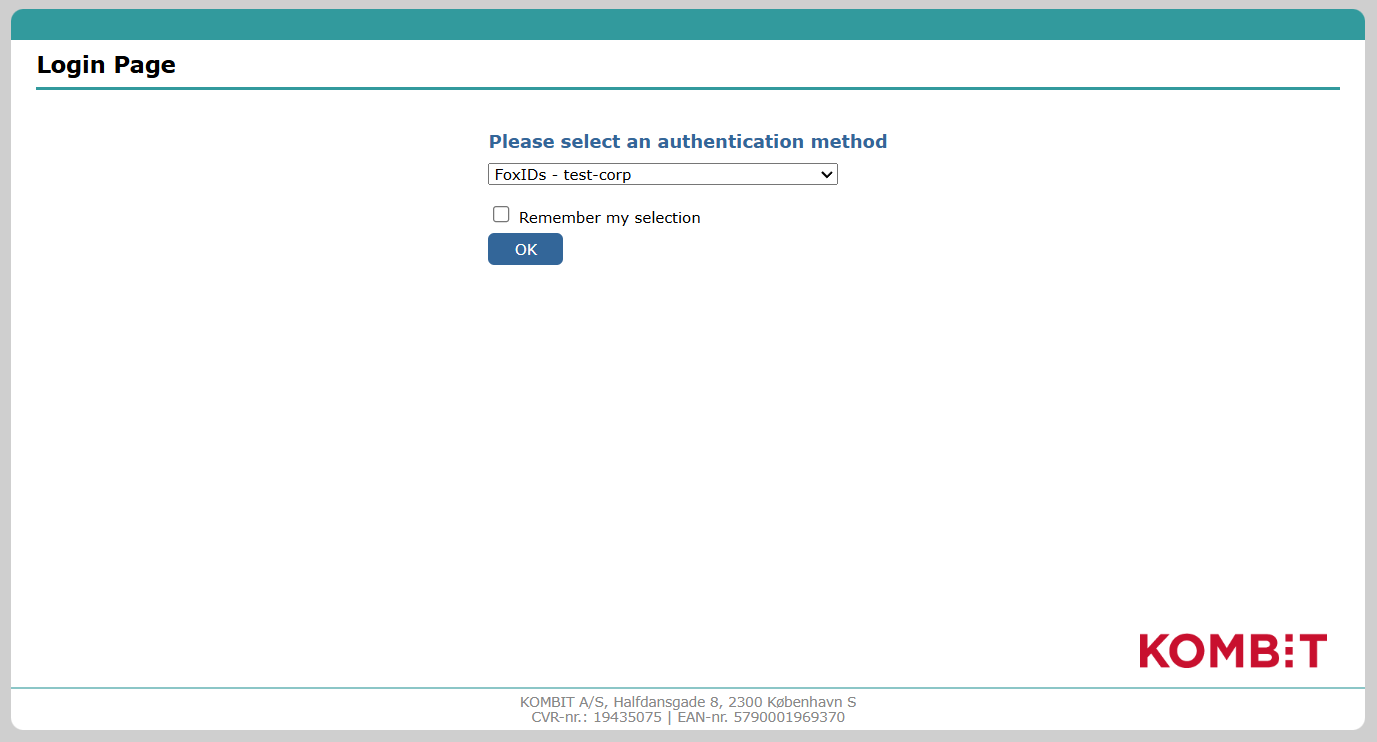 Login Page
Please select an authentication method
FoxIDs - test-corp
Remember my selection
OK
KOMBIT
KOMBIT A/S, Halfdansgade 8, 2300 København S
CVR-nr.: 19435075 | EAN-nr. 5790001969370